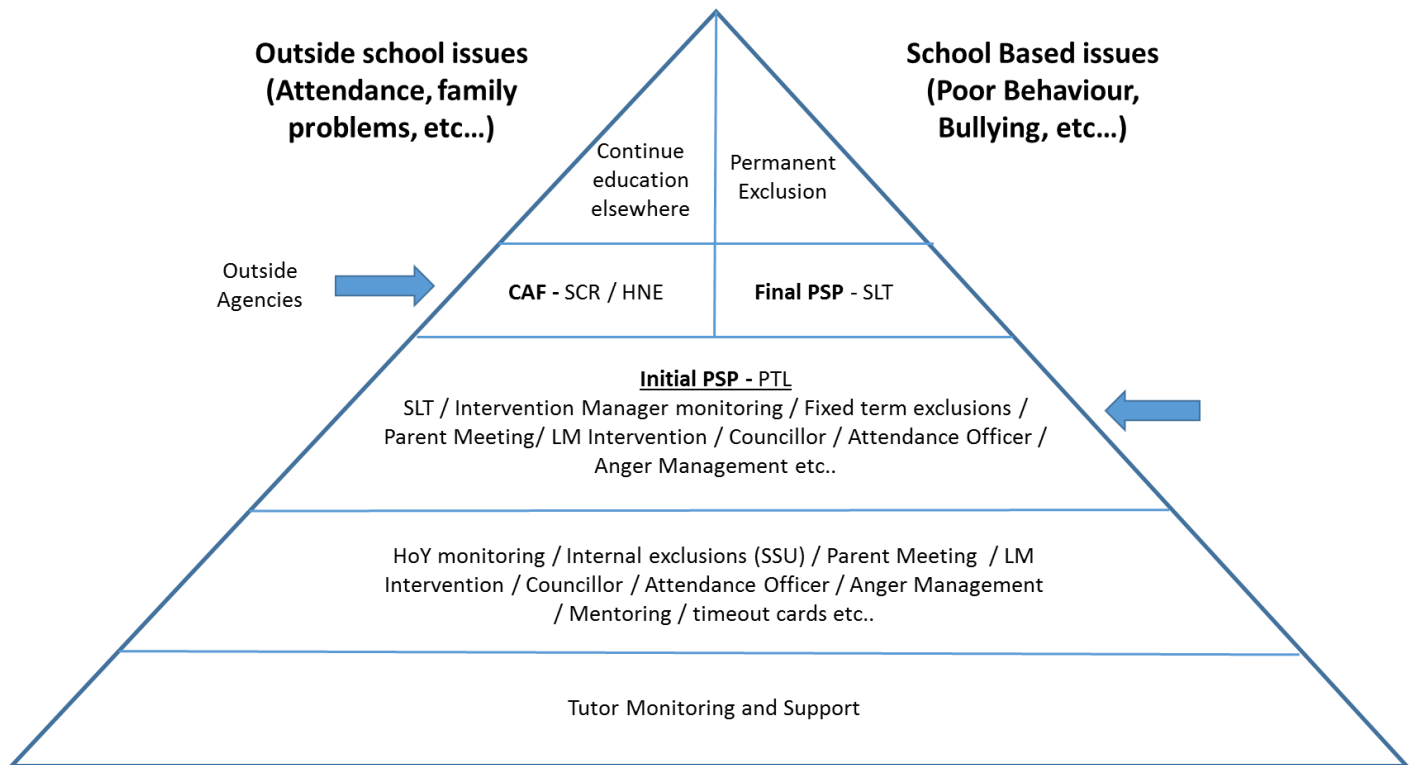 Outside school issues
(Attendance, family
problems, etc…)
School Based issues
(Poor Behaviour,
Bullying, etc…)
Continue
education
elsewhere
Permanent
Exclusion
Outside
Agencies
CAF - SCR / HNE
Final PSP - SLT
Initial PSP - PTL
SLT / Intervention Manager monitoring / Fixed term exclusions /
Parent Meeting/ LM Intervention / Councillor / Attendance Officer /
Anger Management etc..
HoY monitoring / Internal exclusions (SSU) / Parent Meeting / LM
Intervention / Councillor / Attendance Officer / Anger Management
/ Mentoring / timeout cards etc..
Tutor Monitoring and Support